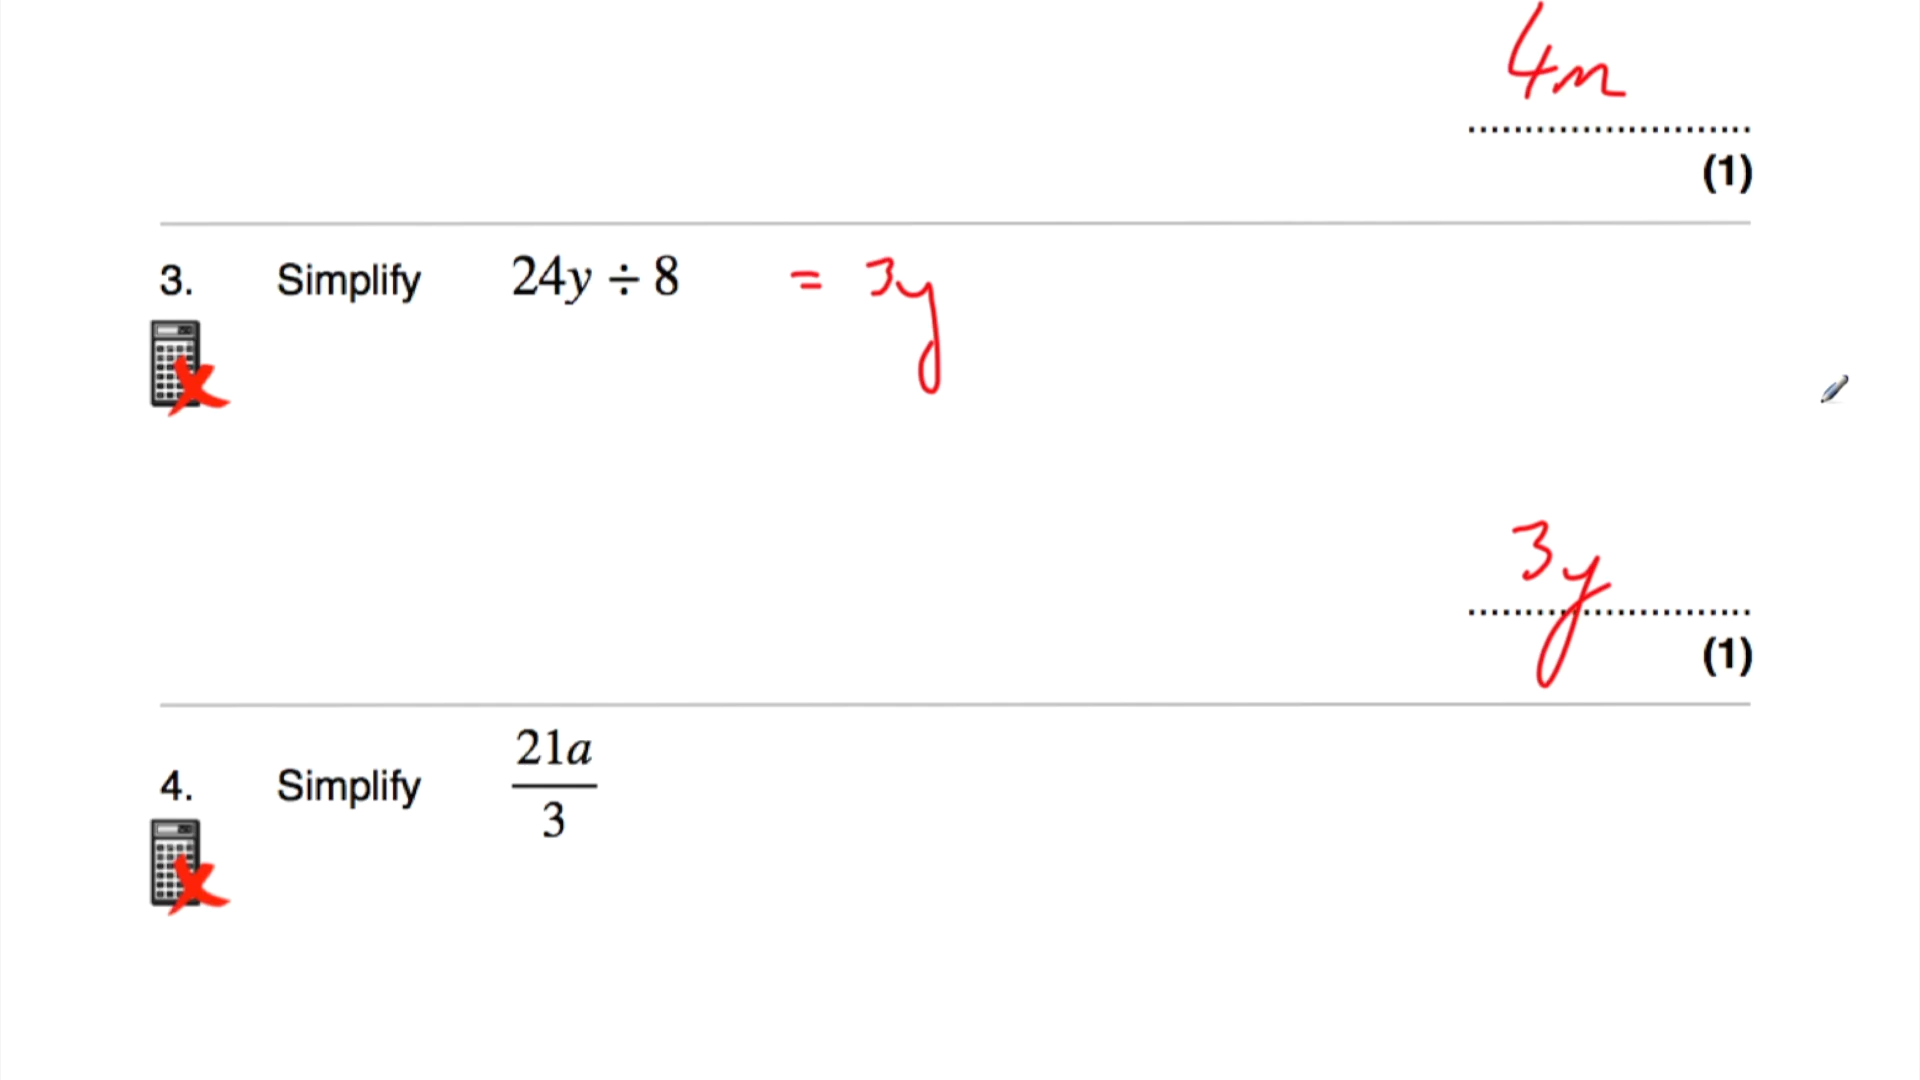 4m
(1)
3. Simplify 24y ÷ 8 = 3y
3y
(1)
4. Simplify 21a
3